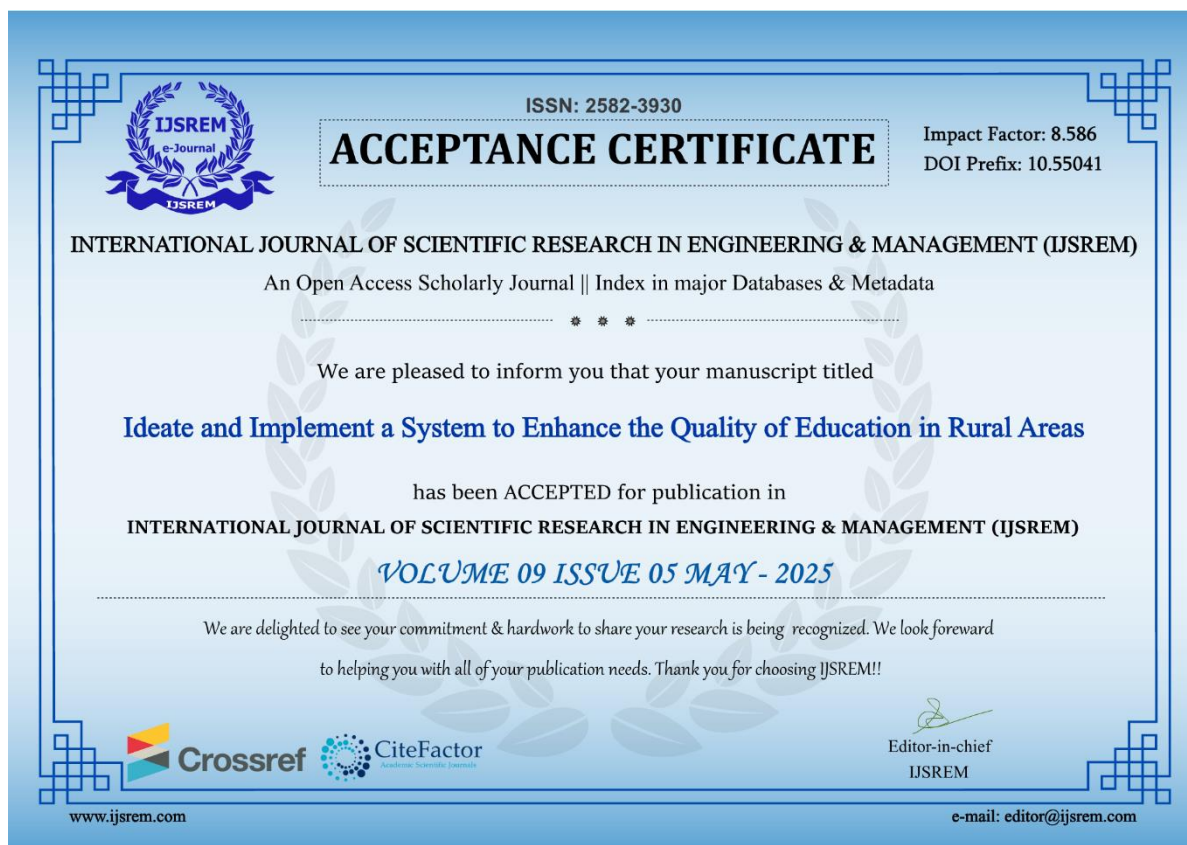 ISSN: 2582-3930
ACCEPTANCE CERTIFICATE
Impact Factor: 8.586
DOI Prefix: 10.55041
IJSREM
e-Journal
IJSREM
INTERNATIONAL JOURNAL OF SCIENTIFIC RESEARCH IN ENGINEERING & MANAGEMENT (IJSREM)
An Open Access Scholarly Journal || Index in major Databases & Metadata
We are pleased to inform you that your manuscript titled
Ideate and Implement a System to Enhance the Quality of Education in Rural Areas
has been ACCEPTED for publication in
INTERNATIONAL JOURNAL OF SCIENTIFIC RESEARCH IN ENGINEERING & MANAGEMENT (IJSREM)
VOLUME 09 ISSUE 05 MAY - 2025
We are delighted to see your commitment & hardwork to share your research is being recognized. We look foreward
to helping you with all of your publication needs. Thank you for choosing IJSREM!!
Crossref
CiteFactor
Academic Scientific Journals
Editor-in-chief
IJSREM
www.ijsrem.com
e-mail: editor@ijsrem.com